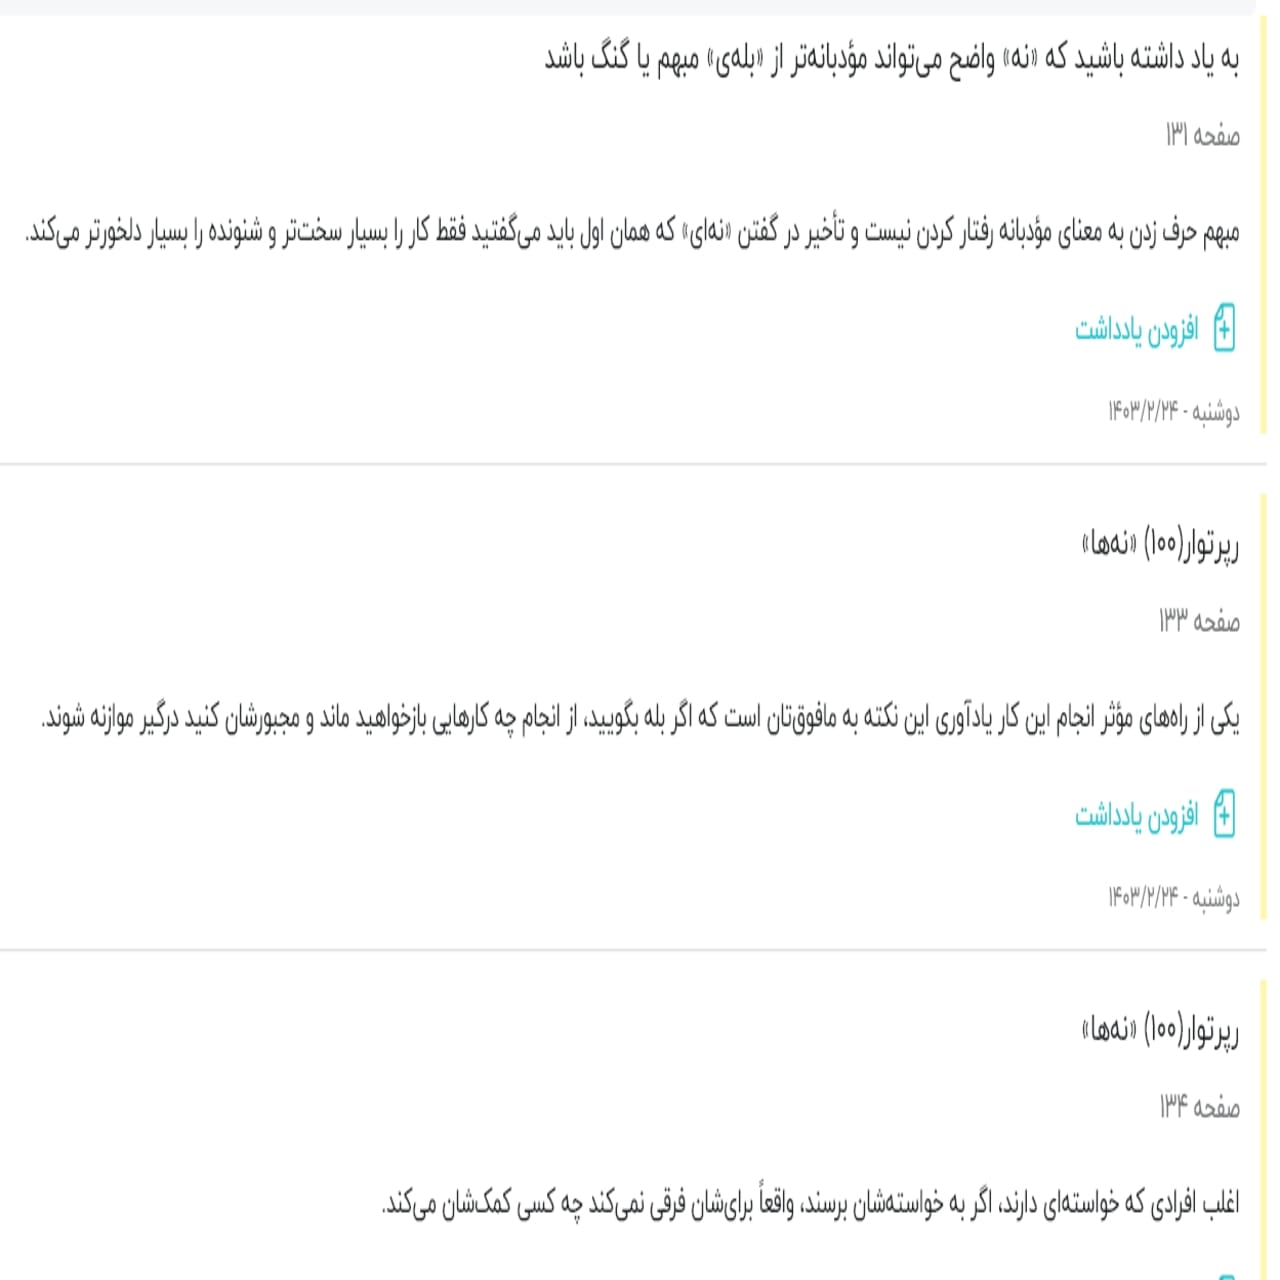 به یاد داشته باشید که «نه» واضح می‌تواند مؤدبانه‌تر از «بله‌ی» مبهم یا گنگ باشد
صفحه ۱۳۱
مبهم حرف زدن به معنای مؤدبانه رفتار کردن نیست و تأخیر در گفتن «نه‌ای» که همان اول باید می‌گفتید فقط کار را بسیار سخت‌تر و شنونده را بسیار دلخورتر می‌کند.
افزودن یادداشت
دوشنبه - ۱۴۰۳/۲/۲۴
رپرتوار(۱۰۰) «نه‌ها»
صفحه ۱۳۳
یکی از راه‌های مؤثر انجام این کار یادآوری این نکته به مافوق‌تان است که اگر بله بگویید، از انجام چه کارهایی بازخواهید ماند و مجبورشان کنید درگیر موازنه شوند.
افزودن یادداشت
دوشنبه - ۱۴۰۳/۲/۲۴
رپرتوار(۱۰۰) «نه‌ها»
صفحه ۱۳۴
اغلب افرادی که خواسته‌ای دارند، اگر به خواسته‌شان برسند، واقعاً برای‌شان فرقی نمی‌کند چه کسی کمک‌شان می‌کند.